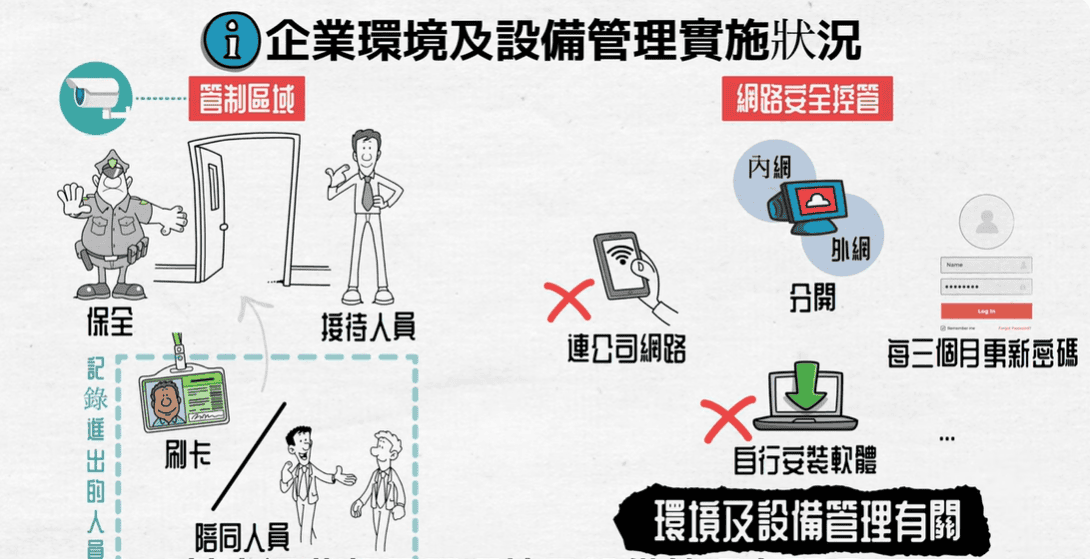 企業環境及設備管理實施狀況
管制區域
保全
接待人員
記錄進出的人員
刷卡
陪同人員
網路安全控管
內網
外網
分開
連公司網路
Name
Log In
Remember me
Forgot Password?
每三個月更新密碼
自行安裝軟體
...
環境及設備管理有關